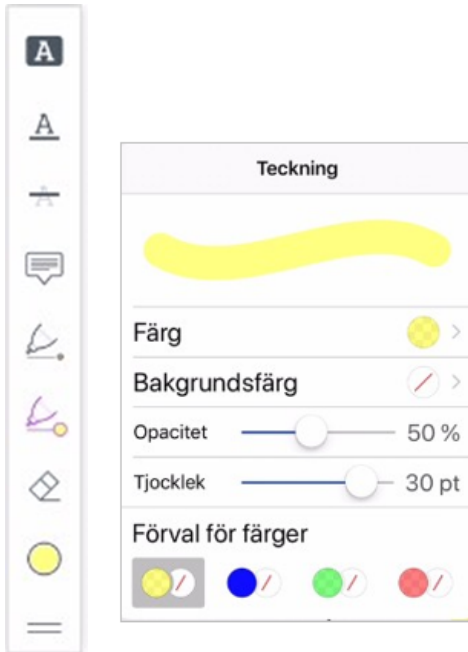 A
A
A
Teckning
Färg
Bakgrundsfärg
Opacitet 50 %
Tjocklek 30 pt
Förval för färger